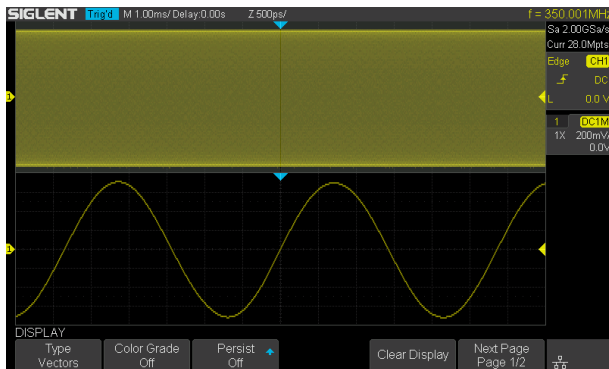 SIGLENT Trig'd M 1.00ms/ Delay:0.00s Z 500ps/ f = 350.001MHz
Sa 2.00GSa/s
Curr 28.0Mpts
Edge CH1
DC
L 0.0 V
1 DC1M
1X 200mV/
0.0V
1
1
DISPLAY
Type Color Grade Persist Clear Display Next Page
Vectors Off Off Page 1/2